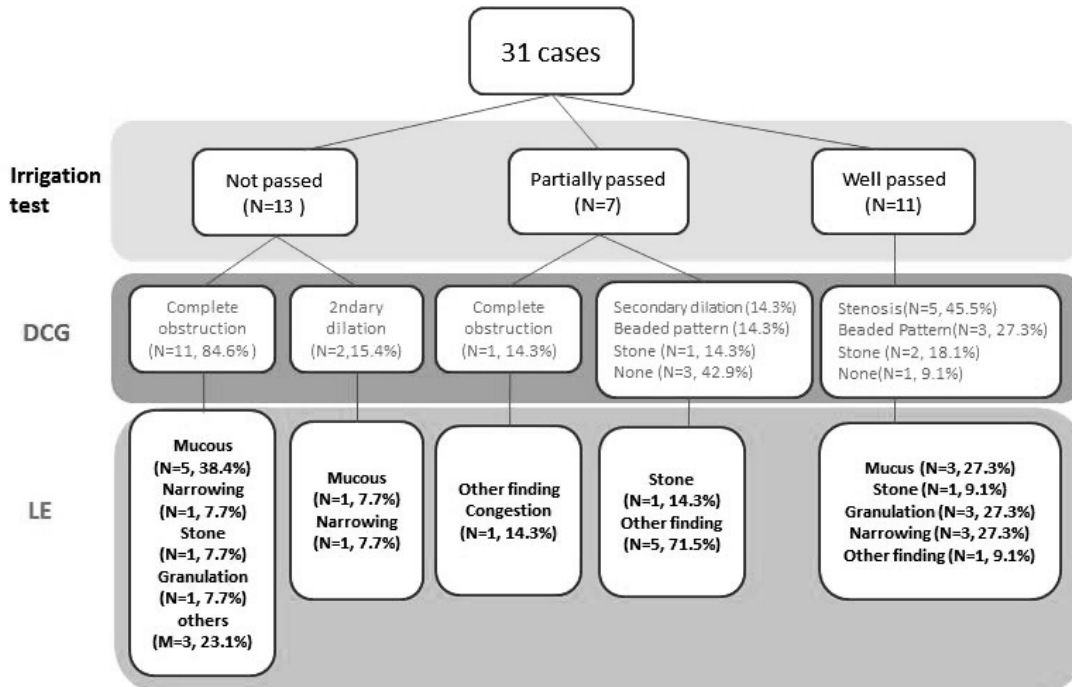 31 cases
Irrigation
test
Not passed
(N=13 )
Partially passed
(N=7)
Well passed
(N=11)
DCG
Complete
obstruction
(N=11, 84.6%)
2ndary
dilation
(N=2,15.4%)
Complete
obstruction
(N=1, 14.3%)
Secondary dilation (14.3%)
Beaded pattern (14.3%)
Stone (N=1, 14.3%)
None (N=3, 42.9%)
Stenosis(N=5, 45.5%)
Beaded Pattern(N=3, 27.3%)
Stone (N=2, 18.1%)
None(N=1, 9.1%)
LE
Mucous
(N=5, 38.4%)
Narrowing
(N=1, 7.7%)
Stone
(N=1, 7.7%)
Granulation
(N=1, 7.7%)
others
(M=3, 23.1%)
Mucous
(N=1, 7.7%)
Narrowing
(N=1, 7.7%)
Other finding
Congestion
(N=1, 14.3%)
Stone
(N=1, 14.3%)
Other finding
(N=5, 71.5%)
Mucus (N=3, 27.3%)
Stone (N=1, 9.1%)
Granulation (N=3, 27.3%)
Narrowing (N=3, 27.3%)
Other finding (N=1, 9.1%)